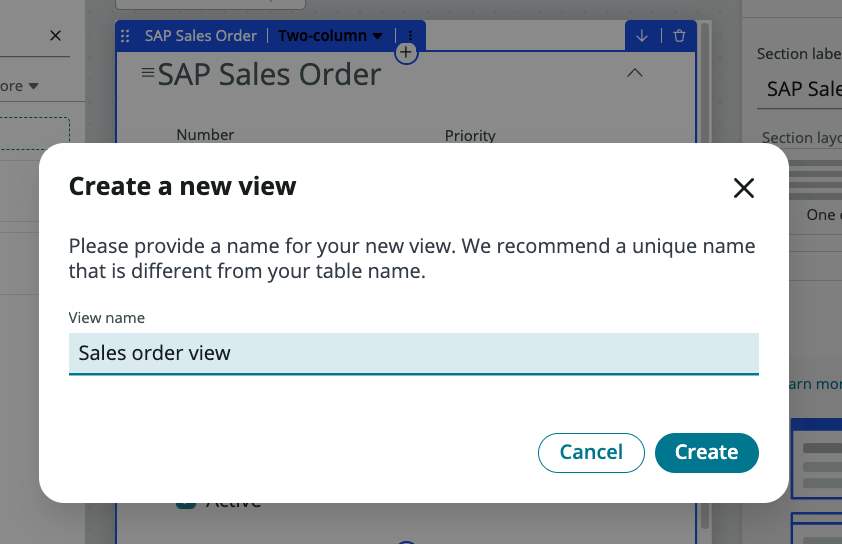 SAP Sales Order Two-column
Section labe
SAP Sales Order
ore
SAP Sale
Number Priority
Section layo
Create a new view
One
Please provide a name for your new view. We recommend a unique name
that is different from your table name.
View name
Sales order view
arn mor
Cancel Create
Active